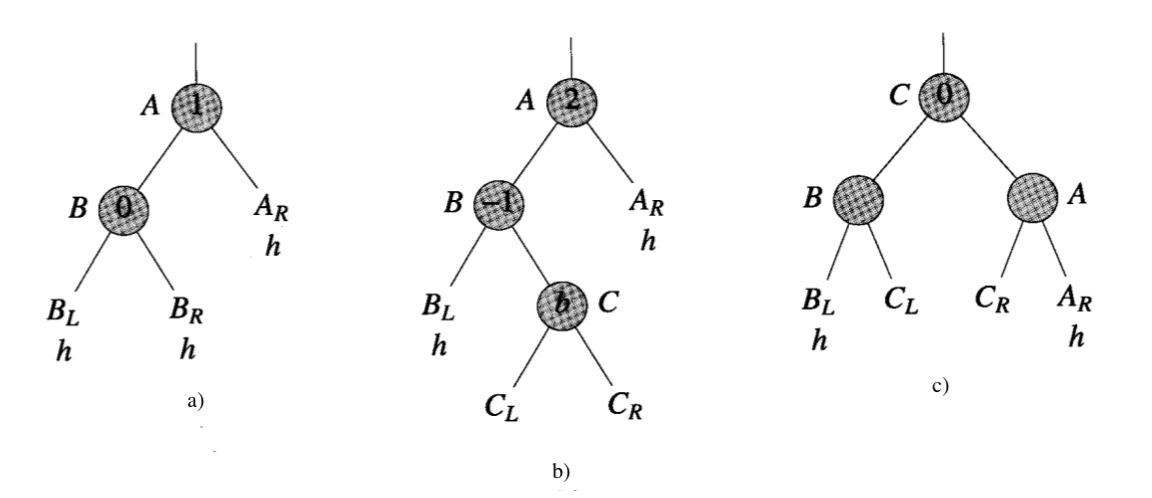 A 1
B 0
A_R
h
B_L
h
B_R
h
a)
A 2
B −1
A_R
h
B_L
h
b C
C_L
C_R
b)
C 0
B
A
B_L
h
C_L
C_R
A_R
h
c)